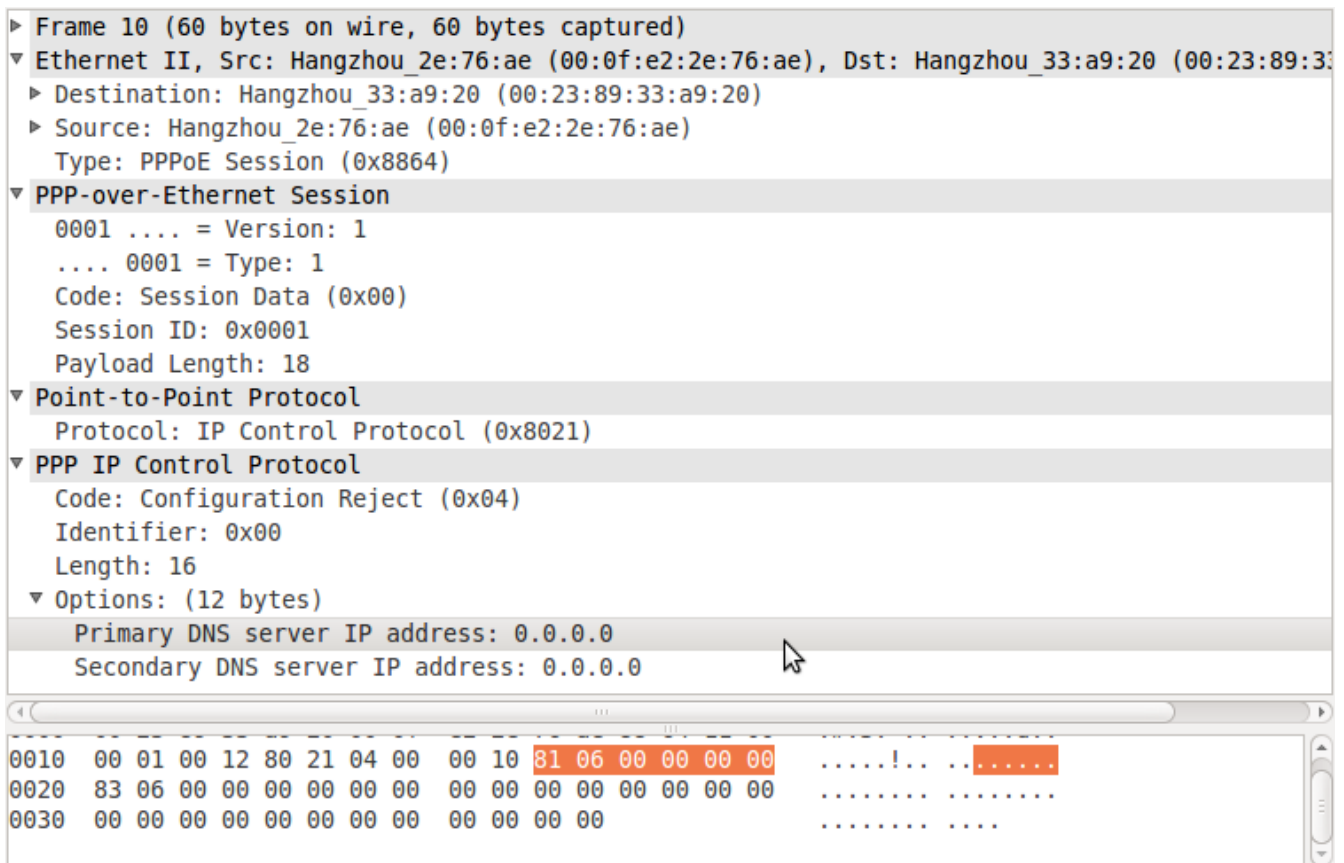 Frame 10 (60 bytes on wire, 60 bytes captured)
Ethernet II, Src: Hangzhou_2e:76:ae (00:0f:e2:2e:76:ae), Dst: Hangzhou_33:a9:20 (00:23:89:33
Destination: Hangzhou_33:a9:20 (00:23:89:33:a9:20)
Source: Hangzhou_2e:76:ae (00:0f:e2:2e:76:ae)
Type: PPPoE Session (0x8864)
PPP-over-Ethernet Session
0001 .... = Version: 1
.... 0001 = Type: 1
Code: Session Data (0x00)
Session ID: 0x0001
Payload Length: 18
Point-to-Point Protocol
Protocol: IP Control Protocol (0x8021)
PPP IP Control Protocol
Code: Configuration Reject (0x04)
Identifier: 0x00
Length: 16
Options: (12 bytes)
Primary DNS server IP address: 0.0.0.0
Secondary DNS server IP address: 0.0.0.0
0010 00 01 00 12 80 21 04 00 00 10 81 06 00 00 00 00 .....!.. ........
0020 83 06 00 00 00 00 00 00 00 00 00 00 00 00 00 00 ........ ........
0030 00 00 00 00 00 00 00 00 00 00 00 00 ........ ....